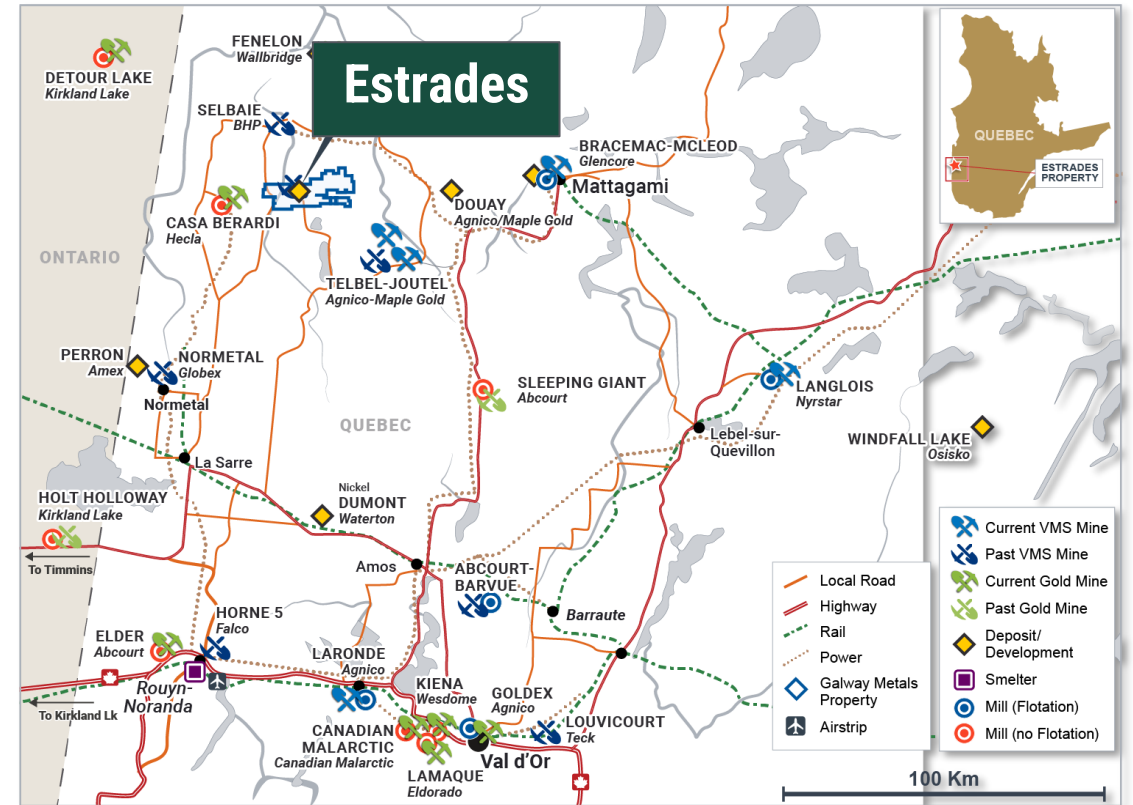 FENELON
Wallbridge
Estrades
DETOUR LAKE
Kirkland Lake
SELBAIE
BHP
BRACEMAC-MCLEOD
Glencore
Mattagami
QUEBEC
ESTRADES
PROPERTY
DOUAY
Agnico/Maple Gold
CASA BERARDI
Hecla
ONTARIO
TELBEL-JOUTEL
Agnico-Maple Gold
PERRON
Amex
NORMETAL
Globex
Normetal
SLEEPING GIANT
Abcourt
LANGLOIS
Nyrstar
QUEBEC
Lebel-sur-
Quevillon
WINDFALL LAKE
Osisko
La Sarre
HOLT HOLLOWAY
Kirkland Lake
Nickel
DUMONT
Waterton
To Timmins
Amos
ABCOURT-
BARVUE
Barraute
HORNE 5
Falco
ELDER
Abcourt
LARONDE
Agnico
Rouyn-
Noranda
To Kirkland Lk
KIENA
Wesdome
GOLDEX
Agnico
CANADIAN
MALARCTIC
Canadian Malarctic
LOUVICOURT
Teck
Val d'Or
LAMAQUE
Eldorado
Local Road
Highway
Rail
Power
Galway Metals
Property
Airstrip
Current VMS Mine
Past VMS Mine
Current Gold Mine
Past Gold Mine
Deposit/
Development
Smelter
Mill (Flotation)
Mill (no Flotation)
100 Km